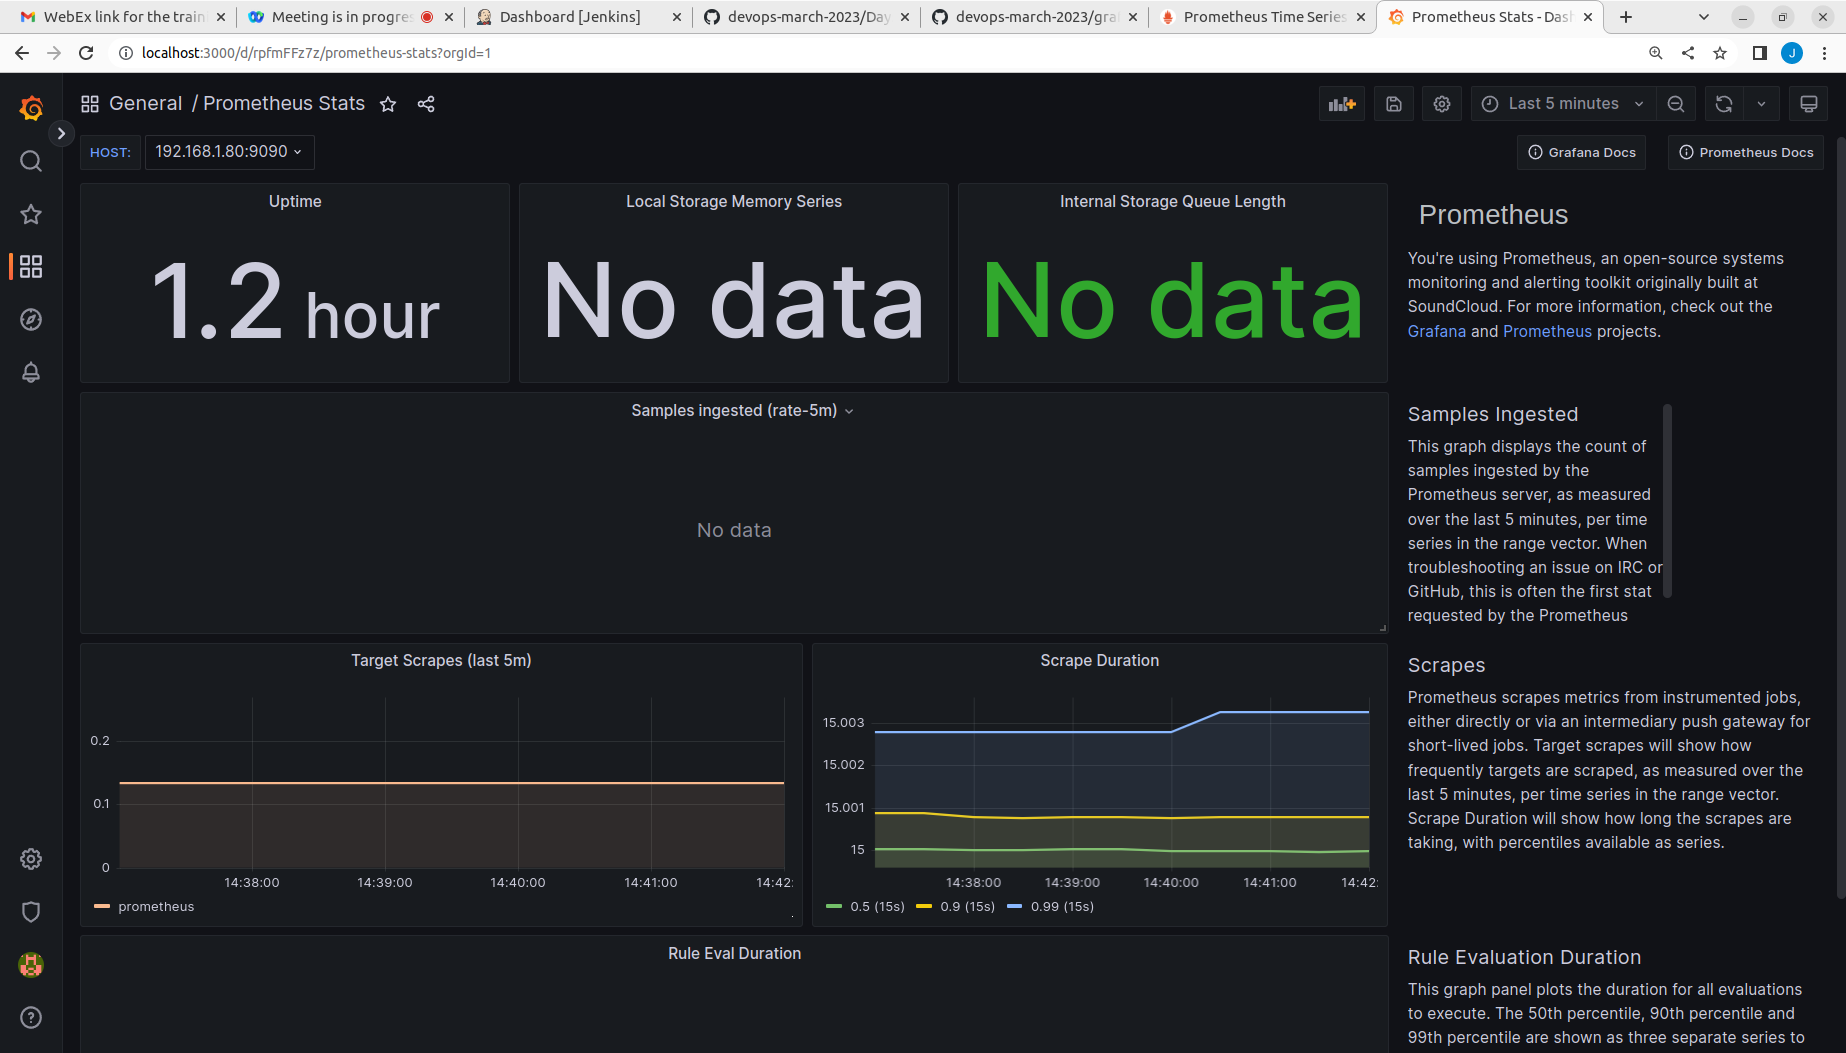 WebEx link for the train
Meeting is in progres
Dashboard [Jenkins]
devops-march-2023/Day
devops-march-2023/gra
Prometheus Time Series
Prometheus Stats - Dash
localhost:3000/d/rpfmFFz7z/prometheus-stats?orgId=1
J
General / Prometheus Stats
Last 5 minutes
HOST:
192.168.1.80:9090
Grafana Docs
Prometheus Docs
Uptime
1.2 hour
Local Storage Memory Series
No data
Internal Storage Queue Length
No data
Prometheus
You're using Prometheus, an open-source systems
monitoring and alerting toolkit originally built at
SoundCloud. For more information, check out the
Grafana and Prometheus projects.
Samples ingested (rate-5m)
No data
Samples Ingested
This graph displays the count of
samples ingested by the
Prometheus server, as measured
over the last 5 minutes, per time
series in the range vector. When
troubleshooting an issue on IRC or
GitHub, this is often the first stat
requested by the Prometheus
Target Scrapes (last 5m)
0.2
0.1
0
14:38:00
14:39:00
14:40:00
14:41:00
14:42:
prometheus
Scrape Duration
15.003
15.002
15.001
15
14:38:00
14:39:00
14:40:00
14:41:00
14:42:
0.5 (15s)
0.9 (15s)
0.99 (15s)
Scrapes
Prometheus scrapes metrics from instrumented jobs,
either directly or via an intermediary push gateway for
short-lived jobs. Target scrapes will show how
frequently targets are scraped, as measured over the
last 5 minutes, per time series in the range vector.
Scrape Duration will show how long the scrapes are
taking, with percentiles available as series.
Rule Eval Duration
Rule Evaluation Duration
This graph panel plots the duration for all evaluations
to execute. The 50th percentile, 90th percentile and
99th percentile are shown as three separate series to